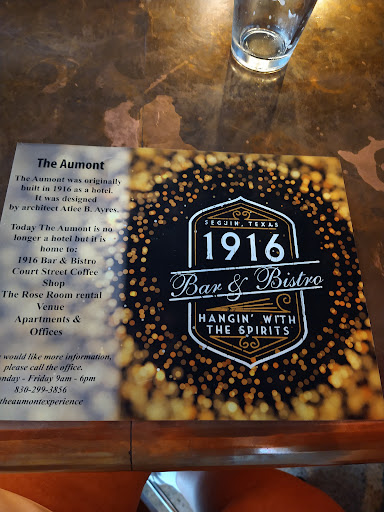 The Aumont
The Aumont was originally
built in 1916 as a hotel.
It was designed
by architect Atlee B. Ayres.
Today The Aumont is no
longer a hotel but it is
home to:
1916 Bar & Bistro
Court Street Coffee
Shop
The Rose Room rental
Venue
Apartments &
Offices
would like more information,
please call the office.
Friday 9am - 6pm
830-299-3856
theaumontexperience
SEGUIN, TEXAS
1916
Bar & Bistro
HANGIN' WITH
THE SPIRITS